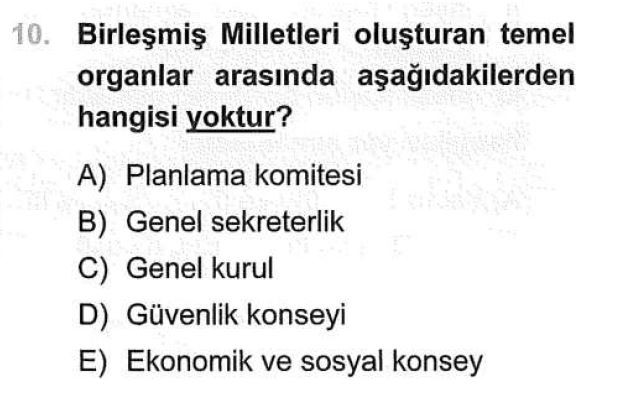 10. Birleşmiş Milletleri oluşturan temel
organlar arasında aşağıdakilerden
hangisi yoktur?
A) Planlama komitesi
B) Genel sekreterlik
C) Genel kurul
D) Güvenlik konseyi
E) Ekonomik ve sosyal konsey